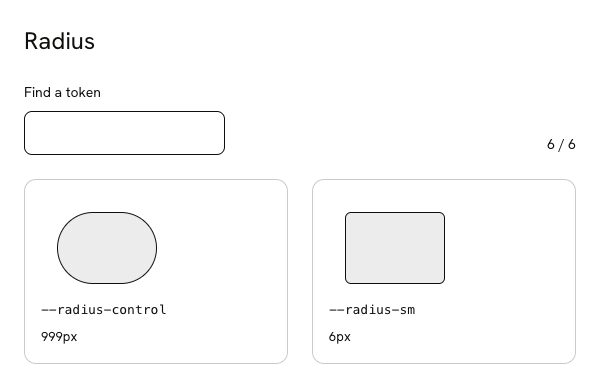 Radius
Find a token
6 / 6
--radius-control
999px
--radius-sm
6px